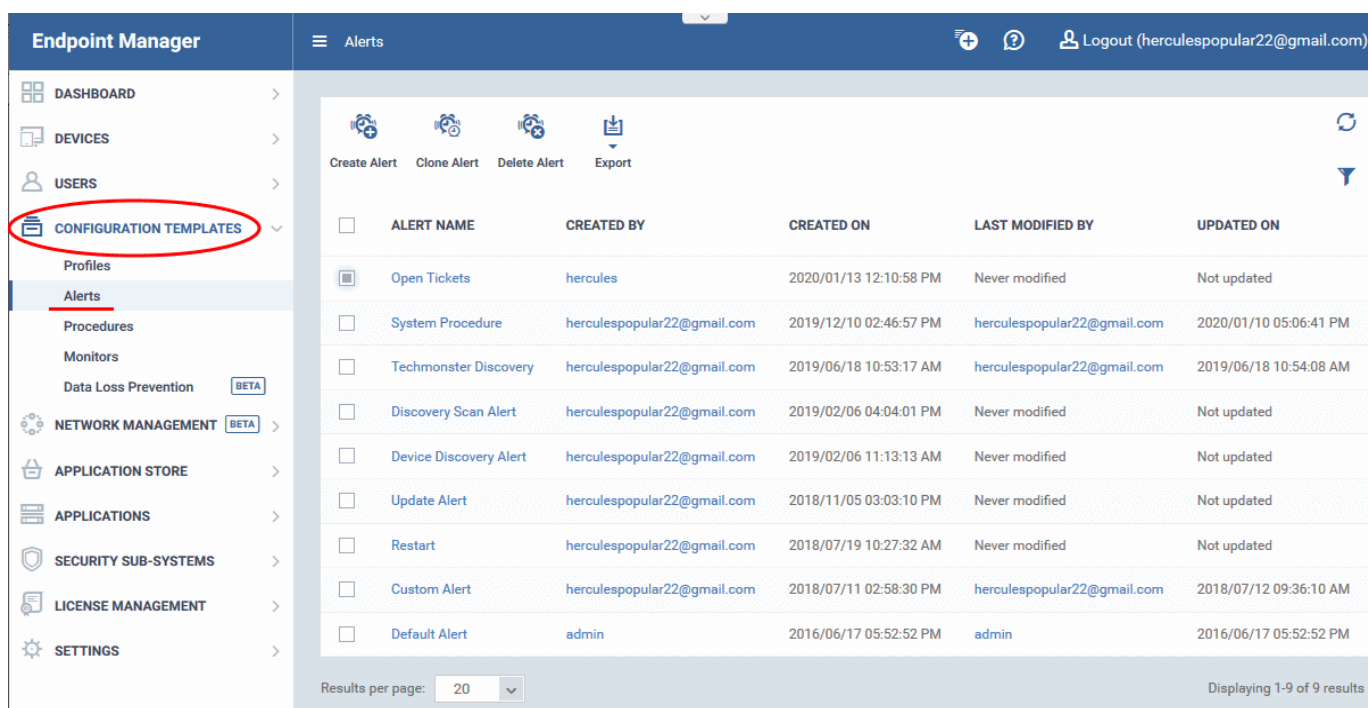 Endpoint Manager
Alerts
Logout (herculespopular22@gmail.com)
DASHBOARD
DEVICES
USERS
CONFIGURATION TEMPLATES
Profiles
Alerts
Procedures
Monitors
Data Loss Prevention BETA
NETWORK MANAGEMENT BETA
APPLICATION STORE
APPLICATIONS
SECURITY SUB-SYSTEMS
LICENSE MANAGEMENT
SETTINGS
Create Alert Clone Alert Delete Alert Export
ALERT NAME CREATED BY CREATED ON LAST MODIFIED BY UPDATED ON
Open Tickets hercules 2020/01/13 12:10:58 PM Never modified Not updated
System Procedure herculespopular22@gmail.com 2019/12/10 02:46:57 PM herculespopular22@gmail.com 2020/01/10 05:06:41 PM
Techmonster Discovery herculespopular22@gmail.com 2019/06/18 10:53:17 AM herculespopular22@gmail.com 2019/06/18 10:54:08 AM
Discovery Scan Alert herculespopular22@gmail.com 2019/02/06 04:04:01 PM Never modified Not updated
Device Discovery Alert herculespopular22@gmail.com 2019/02/06 11:13:13 AM Never modified Not updated
Update Alert herculespopular22@gmail.com 2018/11/05 03:03:10 PM Never modified Not updated
Restart herculespopular22@gmail.com 2018/07/19 10:27:32 AM Never modified Not updated
Custom Alert herculespopular22@gmail.com 2018/07/11 02:58:30 PM herculespopular22@gmail.com 2018/07/12 09:36:10 AM
Default Alert admin 2016/06/17 05:52:52 PM admin 2016/06/17 05:52:52 PM
Results per page: 20 Displaying 1-9 of 9 results